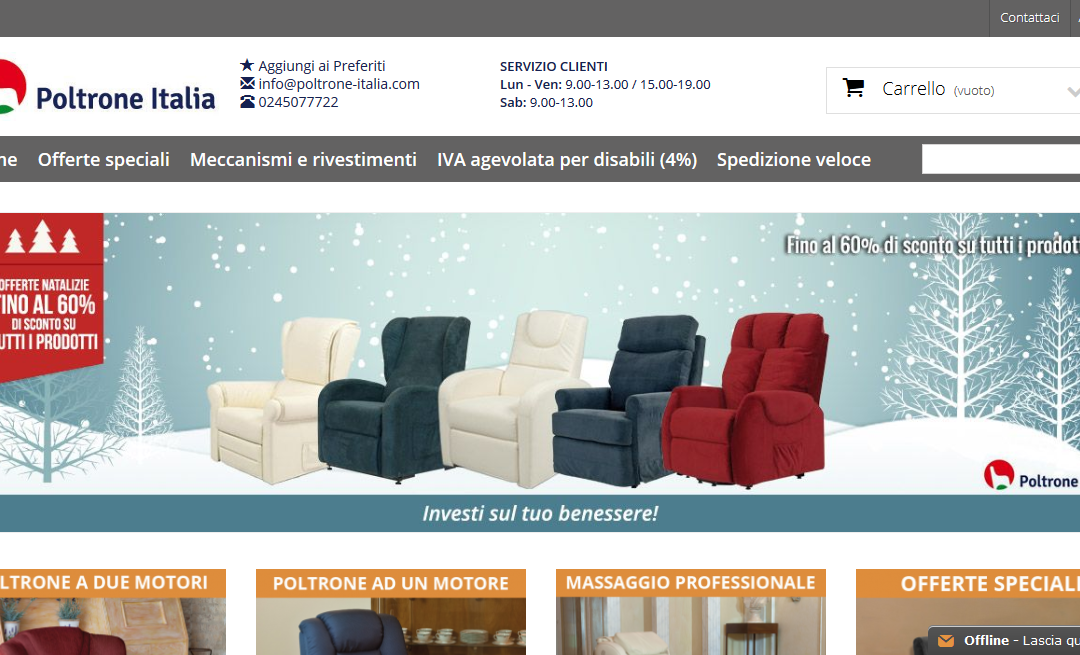 Contattaci
Poltrone Italia
Aggiungi ai Preferiti
info@poltrone-italia.com
0245077722
SERVIZIO CLIENTI
Lun - Ven: 9.00-13.00 / 15.00-19.00
Sab: 9.00-13.00
Carrello (vuoto)
ne Offerte speciali Meccanismi e rivestimenti IVA agevolata per disabili (4%) Spedizione veloce
OFFERTE NATALIZIE
INO AL 60%
DI SCONTO SU
UTTI I PRODOTTI
Fino al 60% di sconto su tutti i prodott
Poltrone
Investi sul tuo benessere!
LTRONE A DUE MOTORI
POLTRONE AD UN MOTORE
MASSAGGIO PROFESSIONALE
OFFERTE SPECIALI
Offline - Lascia qu